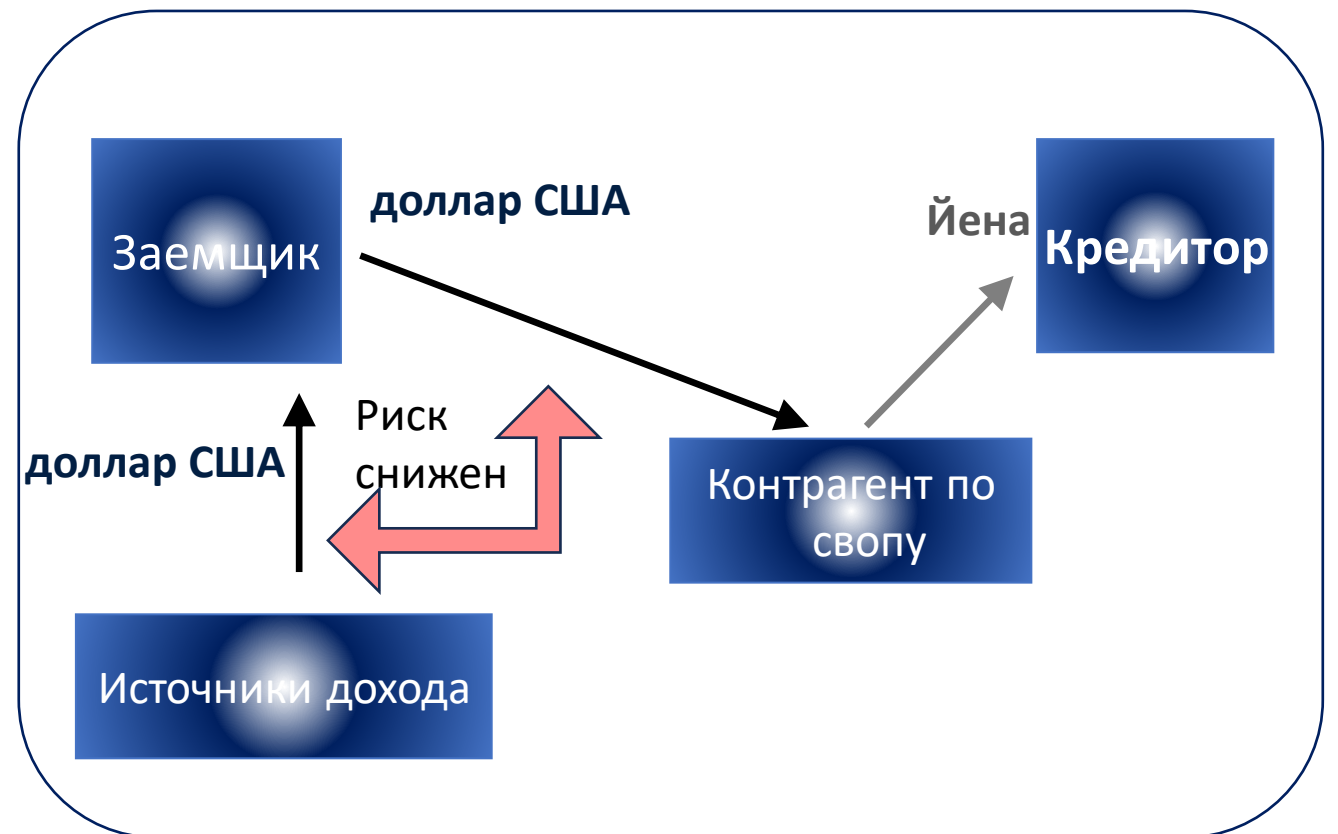 Заемщик
доллар США
Йена
Кредитор
доллар США
Риск
снижен
Контрагент по
свопу
Источники дохода